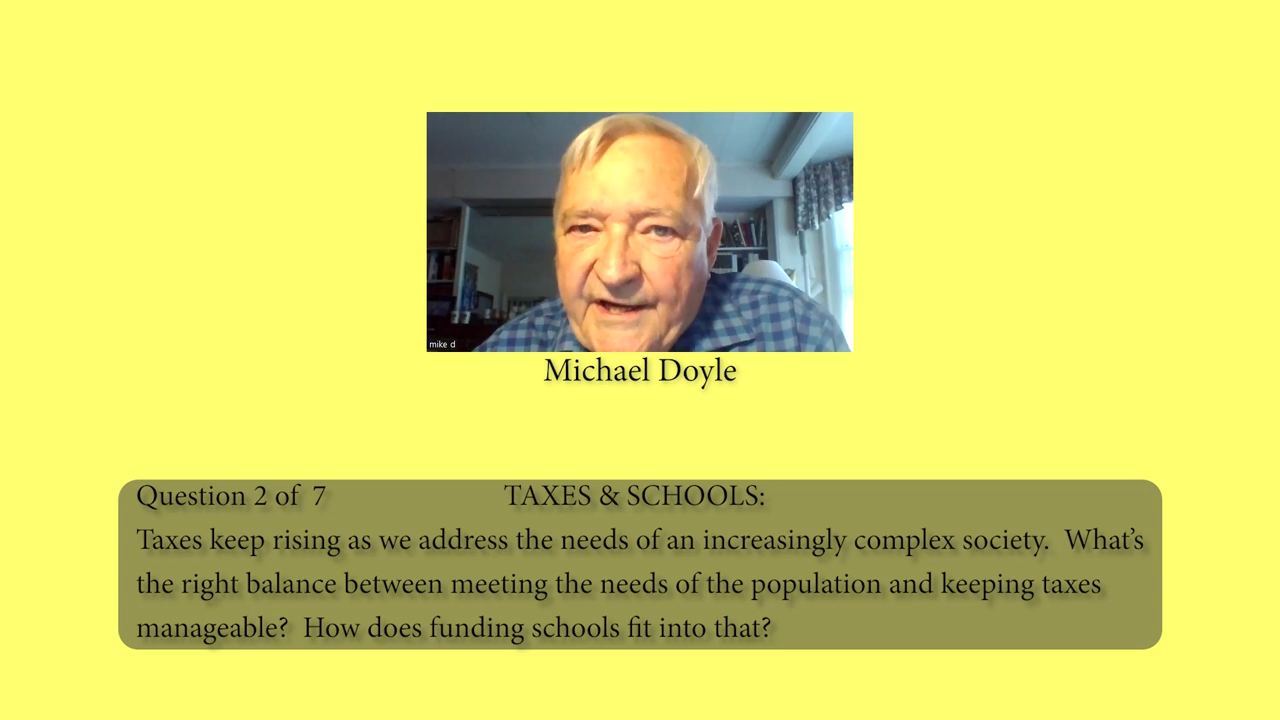 mike d
Michael Doyle
Question 2 of 7 TAXES & SCHOOLS:
Taxes keep rising as we address the needs of an increasingly complex society. What’s
the right balance between meeting the needs of the population and keeping taxes
manageable? How does funding schools fit into that?